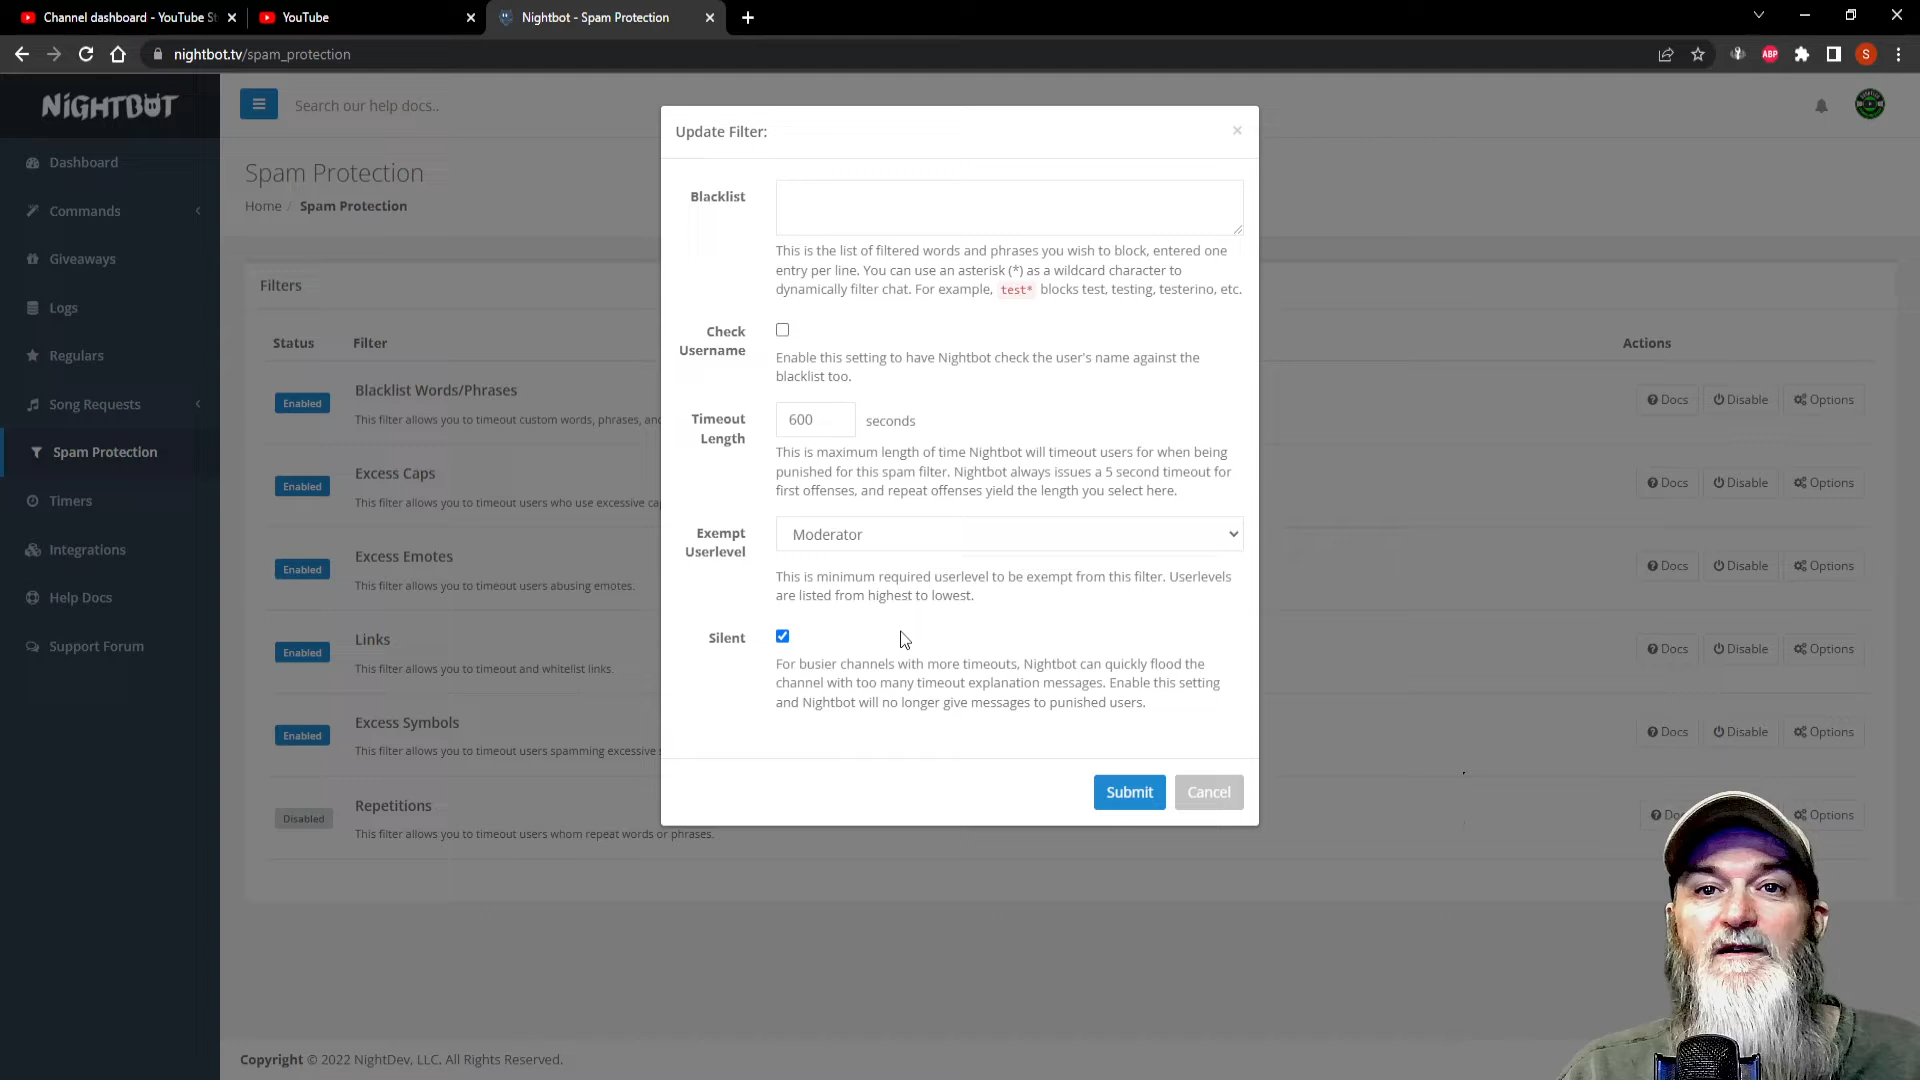 Channel dashboard - YouTube St
YouTube
Nightbot - Spam Protection
nightbot.tv/spam_protection
ABP
S
NIGHTBOT
Search our help docs..
Dashboard
Commands
Giveaways
Logs
Regulars
Song Requests
Spam Protection
Timers
Integrations
Help Docs
Support Forum
Spam Protection
Home / Spam Protection
Filters
Status Filter Actions
Enabled Blacklist Words/Phrases
This filter allows you to timeout custom words, phrases, and
Docs Disable Options
Enabled Excess Caps
This filter allows you to timeout users who use excessive ca
Docs Disable Options
Enabled Excess Emotes
This filter allows you to timeout users abusing emotes.
Docs Disable Options
Enabled Links
This filter allows you to timeout and whitelist links.
Docs Disable Options
Enabled Excess Symbols
This filter allows you to timeout users spamming excessive s
Docs Disable Options
Disabled Repetitions
This filter allows you to timeout users whom repeat words or phrases.
Do Options
Update Filter:
Blacklist
This is the list of filtered words and phrases you wish to block, entered one
entry per line. You can use an asterisk (*) as a wildcard character to
dynamically filter chat. For example, test* blocks test, testing, testerino, etc.
Check
Username
Enable this setting to have Nightbot check the user's name against the
blacklist too.
Timeout
Length
600 seconds
This is maximum length of time Nightbot will timeout users for when being
punished for this spam filter. Nightbot always issues a 5 second timeout for
first offenses, and repeat offenses yield the length you select here.
Exempt
Userlevel
Moderator
This is minimum required userlevel to be exempt from this filter. Userlevels
are listed from highest to lowest.
Silent
For busier channels with more timeouts, Nightbot can quickly flood the
channel with too many timeout explanation messages. Enable this setting
and Nightbot will no longer give messages to punished users.
Submit Cancel
Copyright © 2022 NightDev, LLC. All Rights Reserved.